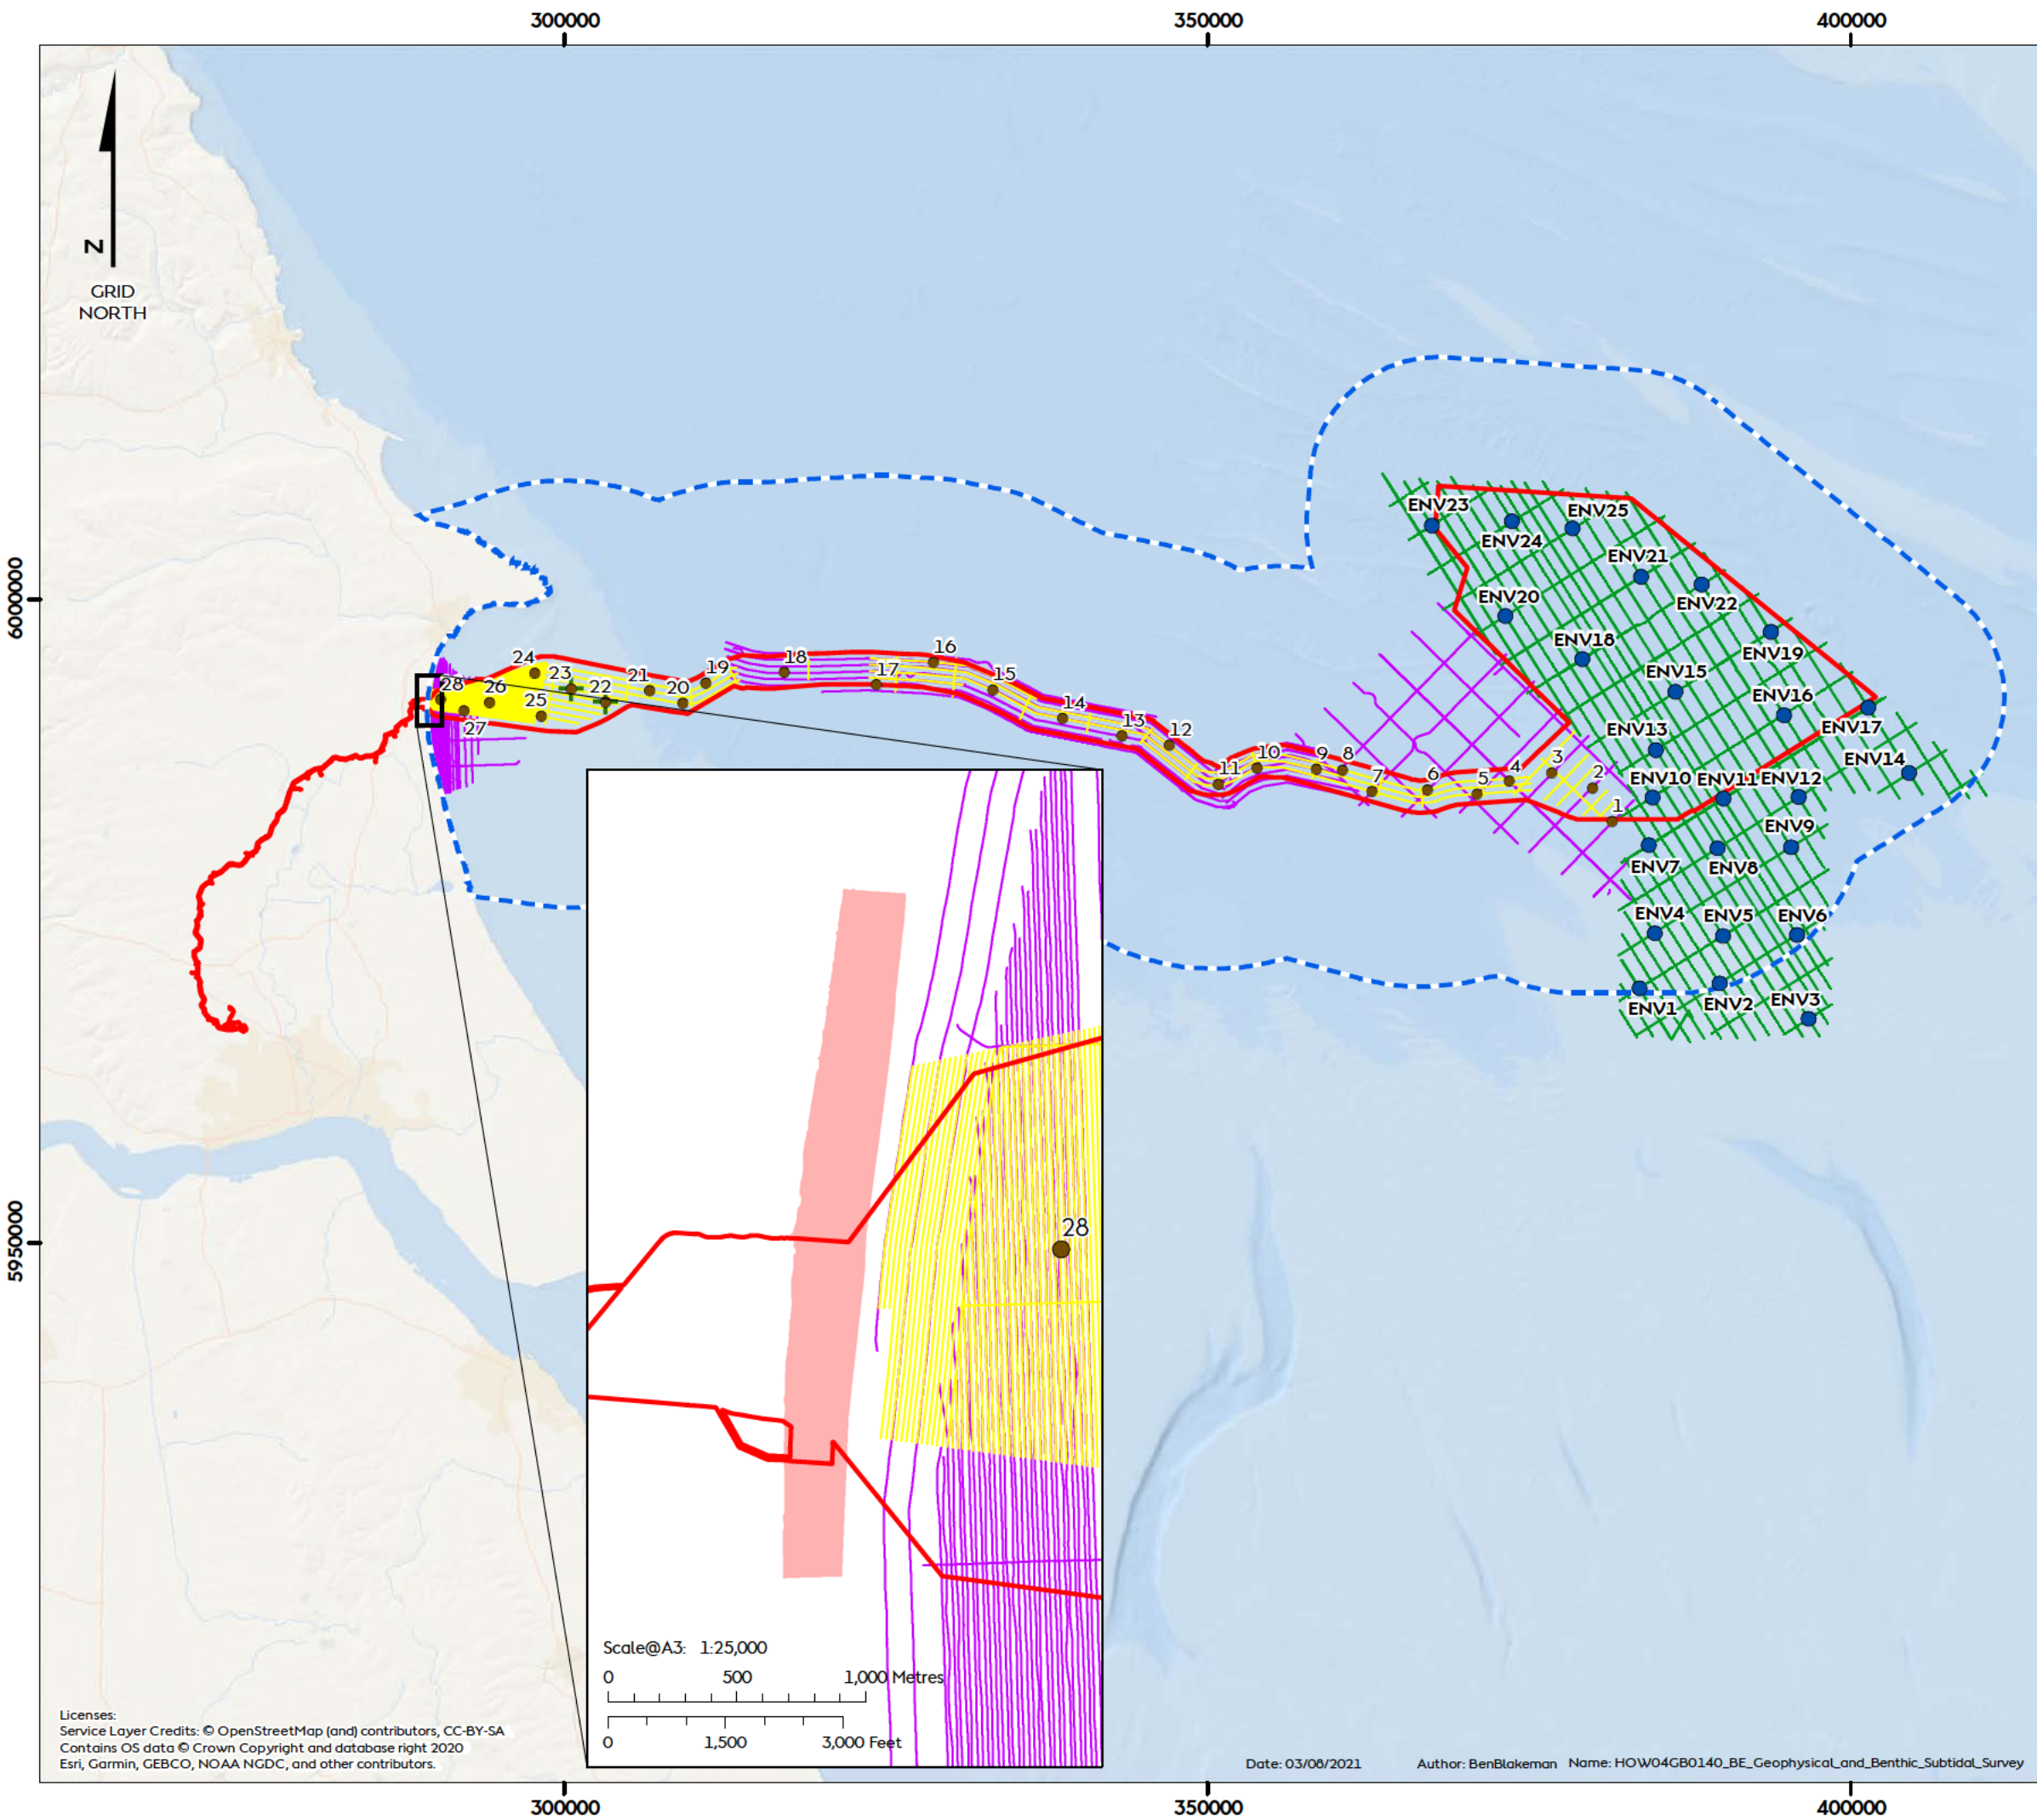 300000
350000
400000
N
GRID
NORTH
6000000
5950000
ENV23
ENV24
ENV25
ENV21
ENV22
ENV20
ENV18
ENV19
ENV15
ENV16
ENV17
ENV13
ENV14
ENV10
ENV11
ENV12
ENV9
ENV7
ENV8
ENV4
ENV5
ENV6
ENV1
ENV2
ENV3
24
23
21
19
18
16
17
15
28
26
25
22
20
27
14
13
12
11
10
9
8
7
6
5
4
3
2
1
28
Scale@A3: 1:25,000
0 500 1,000 Metres
0 1,500 3,000 Feet
Licenses:
Service Layer Credits: © OpenStreetMap (and) contributors, CC-BY-SA
Contains OS data © Crown Copyright and database right 2020
Esri, Garmin, GEBCO, NOAA NGDC, and other contributors.
Date: 03/08/2021 Author: BenBlakeman Name: HOW04GB0140_BE_Geophysical_and_Benthic_Subtidal_Survey
300000
350000
400000